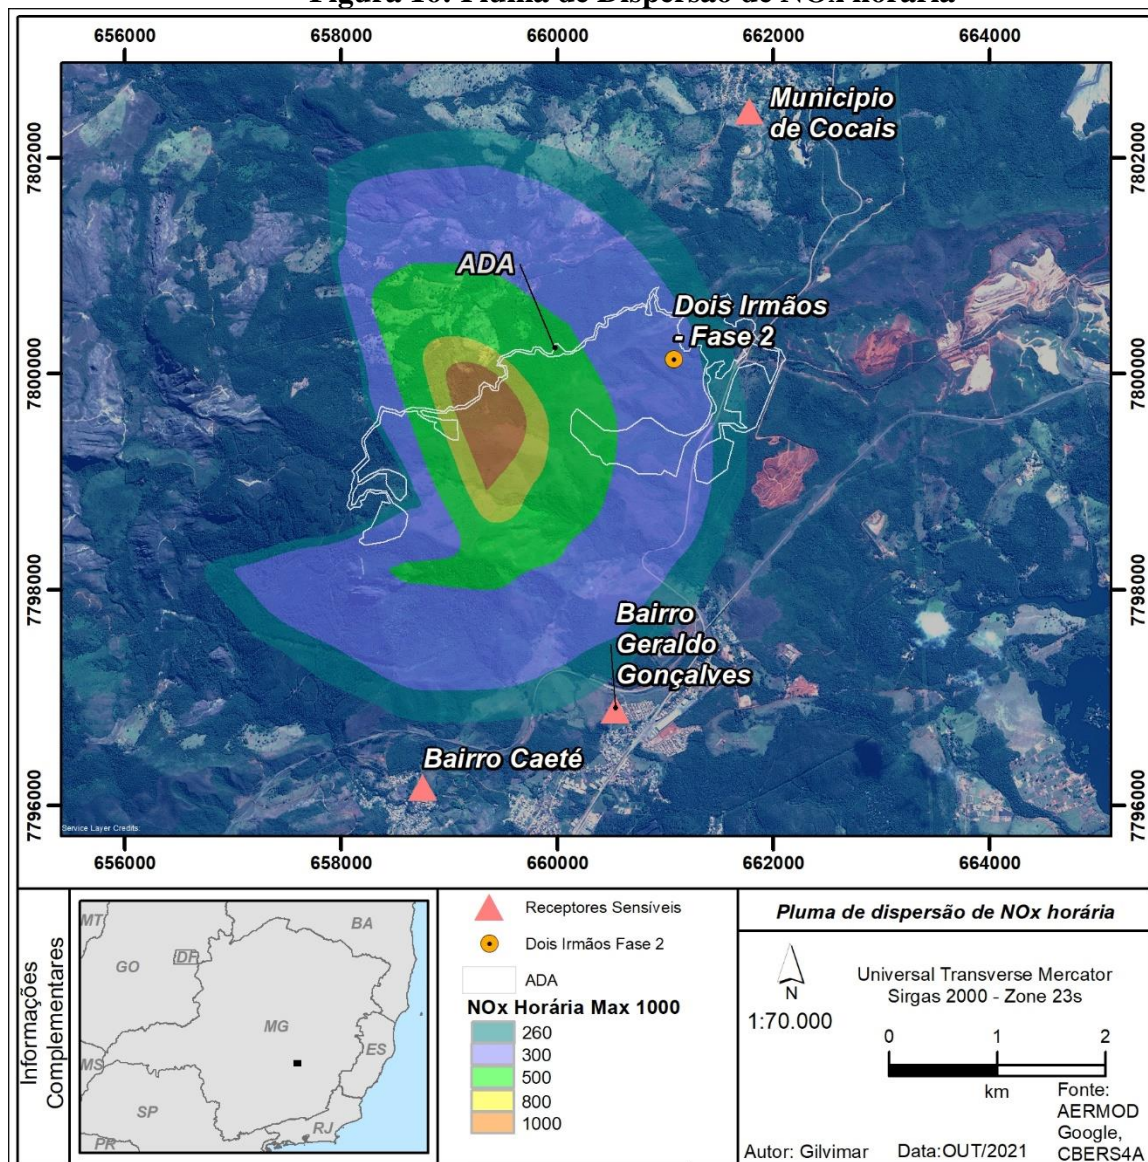 Figura 16: Pluma de Dispersão de NOx horária
656000
658000
660000
662000
664000
7802000
7802000
Municipio
de Cocais
ADA
Dois Irmãos
- Fase 2
7800000
7800000
7798000
7798000
Bairro
Geraldo
Gonçalves
Bairro Caeté
7796000
7796000
Service Layer Credits:
656000
658000
660000
662000
664000
Informações
Complementares
MT
BA
GO
DF
MG
ES
MS
SP
RJ
PR
Receptores Sensíveis
Dois Irmãos Fase 2
ADA
NOx Horária Max 1000
260
300
500
800
1000
Pluma de dispersão de NOx horária
N
1:70.000
Universal Transverse Mercator
Sirgas 2000 - Zone 23s
0 1 2
km
Fonte:
AERMOD
Google,
CBERS4A
Autor: Gilvimar Data:OUT/2021